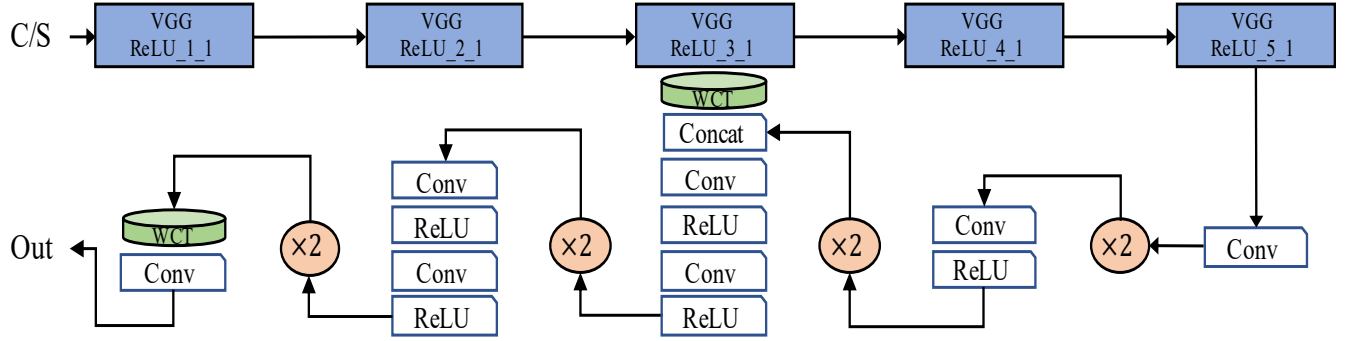 C/S
VGG
ReLU_1_1
VGG
ReLU_2_1
VGG
ReLU_3_1
VGG
ReLU_4_1
VGG
ReLU_5_1
WCT
Concat
Conv
ReLU
Conv
ReLU
Conv
ReLU
Conv
ReLU
Conv
ReLU
Conv
×2
×2
×2
×2
WCT
Conv
Out